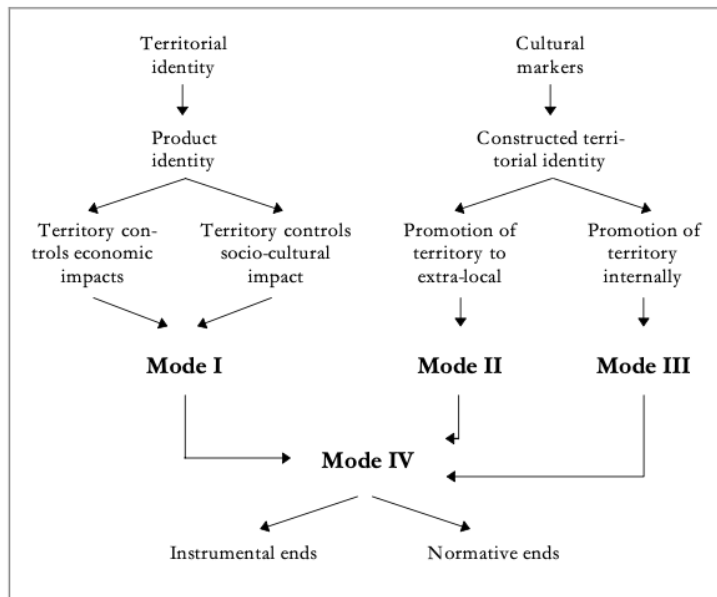 Territorial
identity
Cultural
markers
Product
identity
Constructed terri-
torial identity
Territory con-
trols economic
impacts
Territory controls
socio-cultural
impact
Promotion of
territory to
extra-local
Promotion of
territory
internally
Mode I
Mode II
Mode III
Mode IV
Instrumental ends
Normative ends